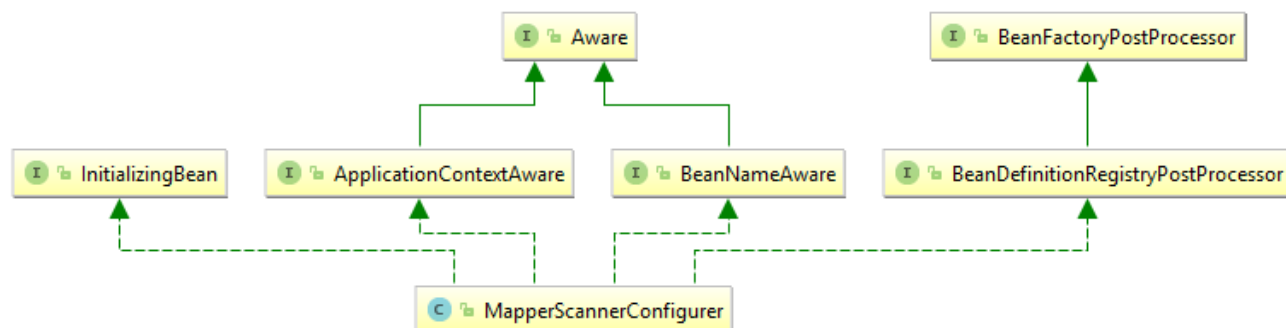 I Aware
I BeanFactoryPostProcessor
I InitializingBean
I ApplicationContextAware
I BeanNameAware
I BeanDefinitionRegistryPostProcessor
C MapperScannerConfigurer